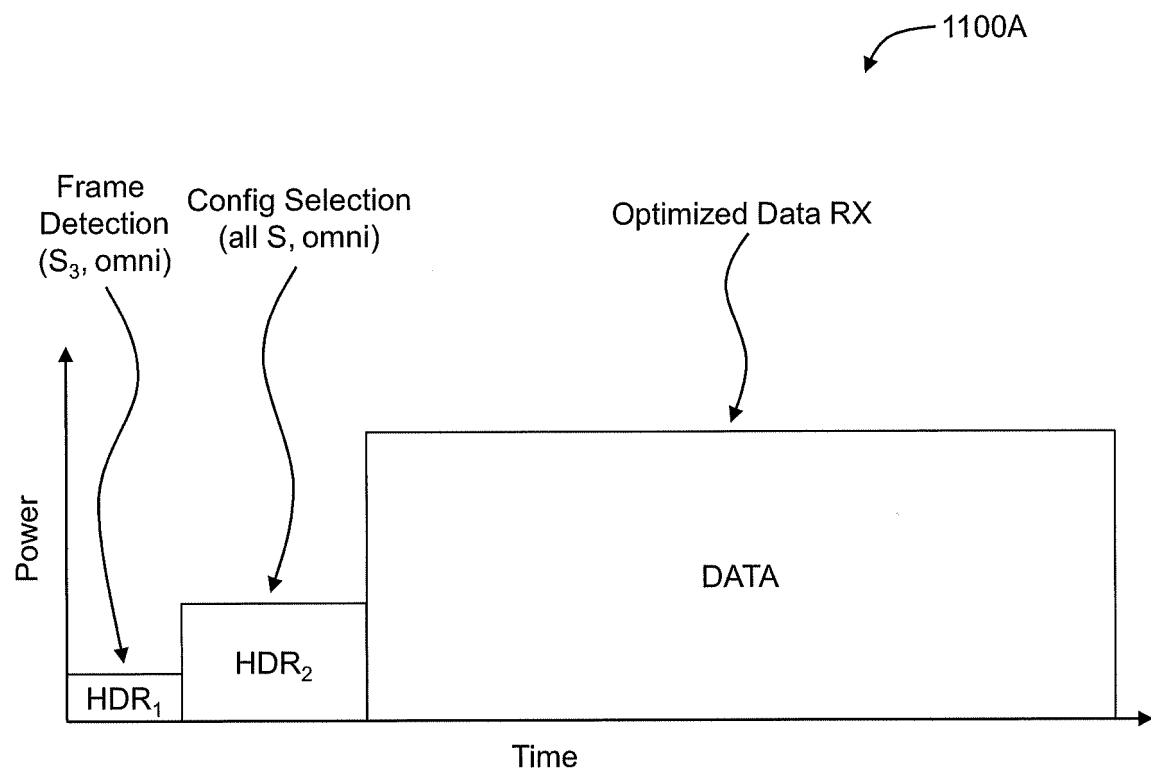 1100A
Frame
Detection
(S₃, omni)
Config Selection
(all S, omni)
Optimized Data RX
Power
HDR₁
HDR₂
DATA
Time